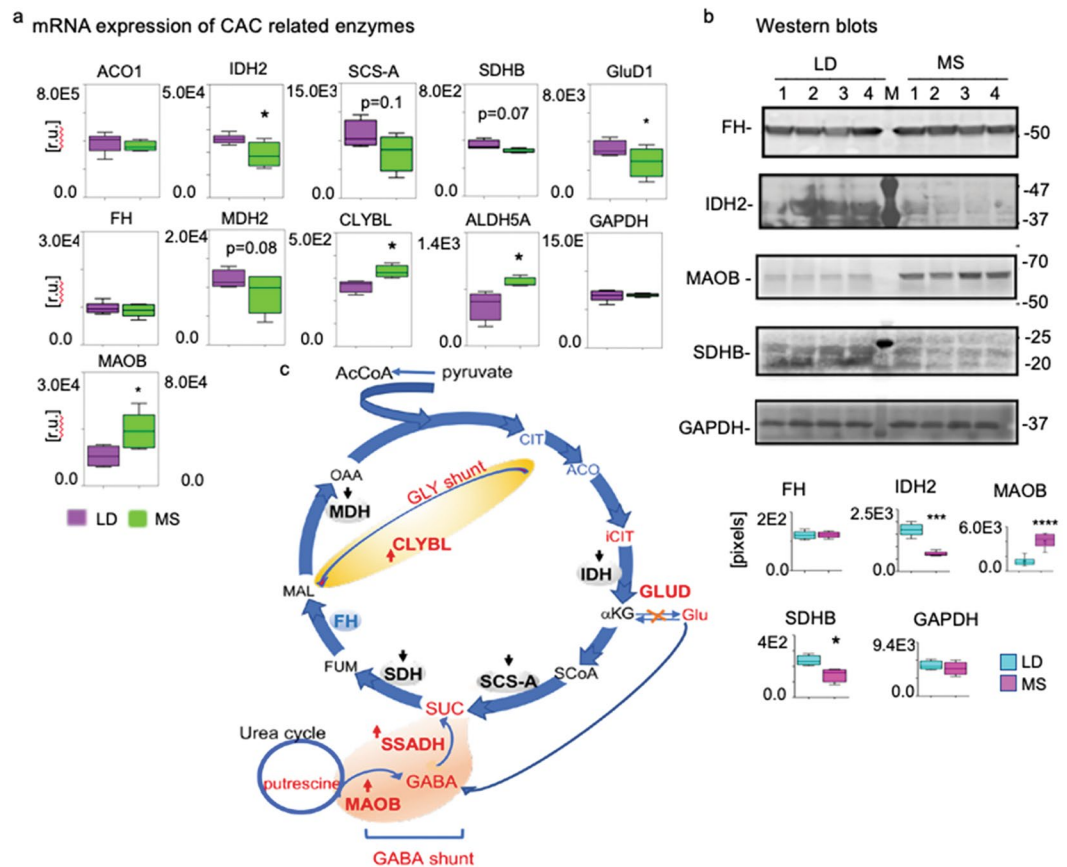 a mRNA expression of CAC related enzymes
ACO1 IDH2 SCS-A SDHB GluD1
8.0E5 5.0E4 15.0E3 8.0E2 8.0E3
* p=0.1 p=0.07 *
[r.u.]
0.0 0.0 0.0 0.0 0.0
FH MDH2 CLYBL ALDH5A GAPDH
3.0E4 2.0E4 5.0E2 1.4E3 15.0E
p=0.08 * *
[r.u.]
0.0 0.0 0.0 0.0 0.0
MAOB
3.0E4 * 8.0E4
[r.u.]
0.0 0.0
LD MS
b Western blots
LD MS
1 2 3 4 M 1 2 3 4
FH- -50
IDH2- -47
-37
MAOB - -70
-50
SDHB- -25
-20
GAPDH- -37
FH IDH2 MAOB
2E2 2.5E3 *** 6.0E3 ****
[pixels]
0.0 0.0 0.0
SDHB GAPDH
4E2 * 9.4E3
0.0 0.0
LD
MS
c
AcCoA pyruvate
CIT
ACO
OAA
GLY shunt
MDH
CLYBL
iCIT
IDH
GLUD
MAL
αKG Glu
FH
FUM
SDH
SCS-A
SCoA
SUC
Urea cycle
SSADH
putrescine
GABA
MAOB
GABA shunt